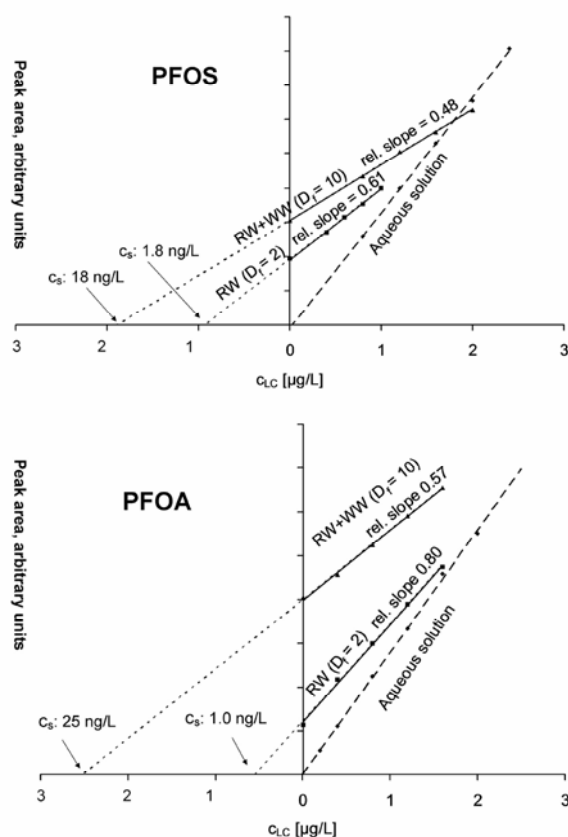 PFOS
Peak area, arbitrary units
RW+WW (Df = 10) rel. slope = 0.48
RW (Df = 2) rel. slope = 0.61
Aqueous solution
cs: 1.8 ng/L
cs: 18 ng/L
3 2 1 0 1 2 3
cLC [µg/L]
PFOA
Peak area, arbitrary units
RW+WW (Df = 10) rel. slope 0.57
RW (Df = 2) rel. slope 0.80
Aqueous solution
cs: 25 ng/L
cs: 1.0 ng/L
3 2 1 0 1 2 3
cLC [µg/L]